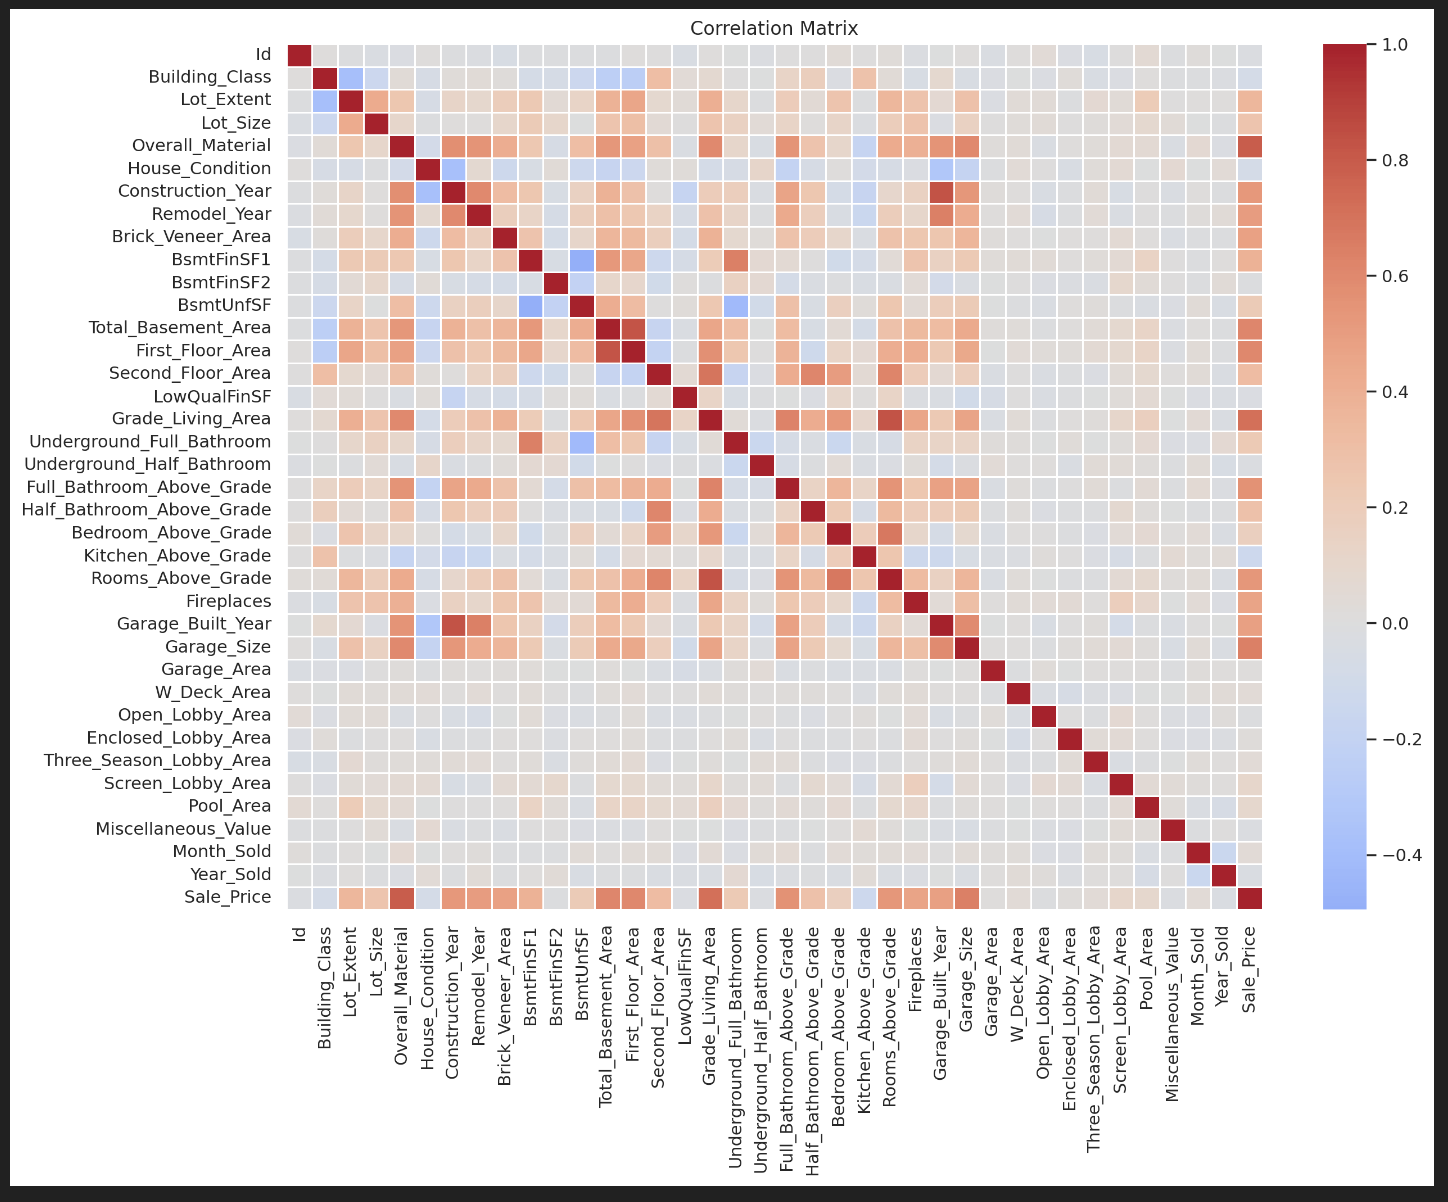 Correlation Matrix
Id
Building_Class
Lot_Extent
Lot_Size
Overall_Material
House_Condition
Construction_Year
Remodel_Year
Brick_Veneer_Area
BsmtFinSF1
BsmtFinSF2
BsmtUnfSF
Total_Basement_Area
First_Floor_Area
Second_Floor_Area
LowQualFinSF
Grade_Living_Area
Underground_Full_Bathroom
Underground_Half_Bathroom
Full_Bathroom_Above_Grade
Half_Bathroom_Above_Grade
Bedroom_Above_Grade
Kitchen_Above_Grade
Rooms_Above_Grade
Fireplaces
Garage_Built_Year
Garage_Size
Garage_Area
W_Deck_Area
Open_Lobby_Area
Enclosed_Lobby_Area
Three_Season_Lobby_Area
Screen_Lobby_Area
Pool_Area
Miscellaneous_Value
Month_Sold
Year_Sold
Sale_Price
Id
Building_Class
Lot_Extent
Lot_Size
Overall_Material
House_Condition
Construction_Year
Remodel_Year
Brick_Veneer_Area
BsmtFinSF1
BsmtFinSF2
BsmtUnfSF
Total_Basement_Area
First_Floor_Area
Second_Floor_Area
LowQualFinSF
Grade_Living_Area
Underground_Full_Bathroom
Underground_Half_Bathroom
Full_Bathroom_Above_Grade
Half_Bathroom_Above_Grade
Bedroom_Above_Grade
Kitchen_Above_Grade
Rooms_Above_Grade
Fireplaces
Garage_Built_Year
Garage_Size
Garage_Area
W_Deck_Area
Open_Lobby_Area
Enclosed_Lobby_Area
Three_Season_Lobby_Area
Screen_Lobby_Area
Pool_Area
Miscellaneous_Value
Month_Sold
Year_Sold
Sale_Price
1.0
0.8
0.6
0.4
0.2
0.0
−0.2
−0.4